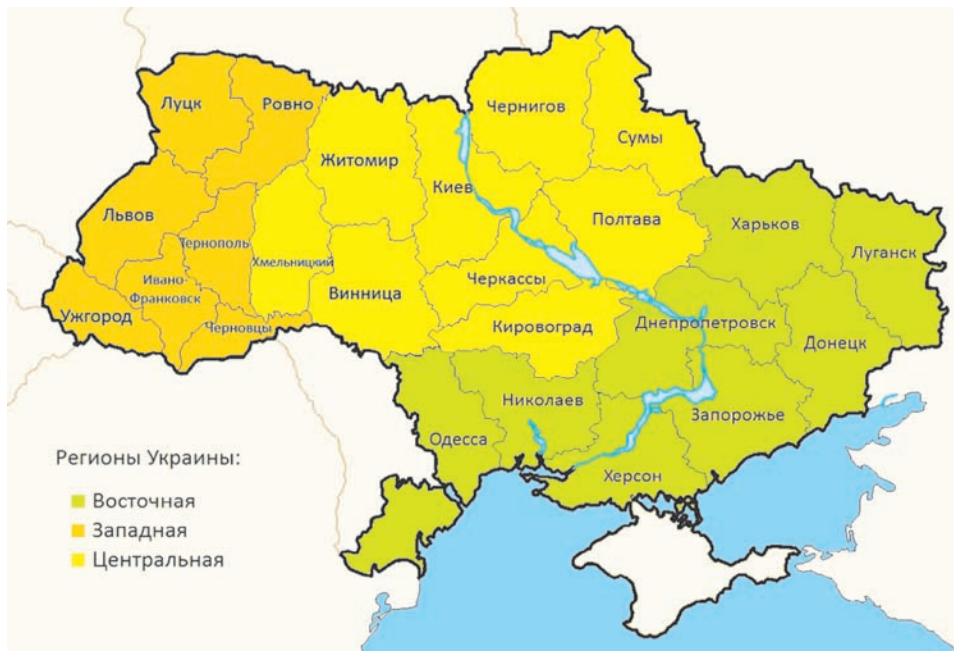 Луцк
Ровно
Чернигов
Сумы
Житомир
Киев
Львов
Тернополь
Хмельницкий
Полтава
Харьков
Луганск
Ивано-
Франковск
Винница
Черкассы
Ужгород
Черновцы
Кировоград
Днепропетровск
Донецк
Николаев
Запорожье
Одесса
Херсон
Регионы Украины:
Восточная
Западная
Центральная